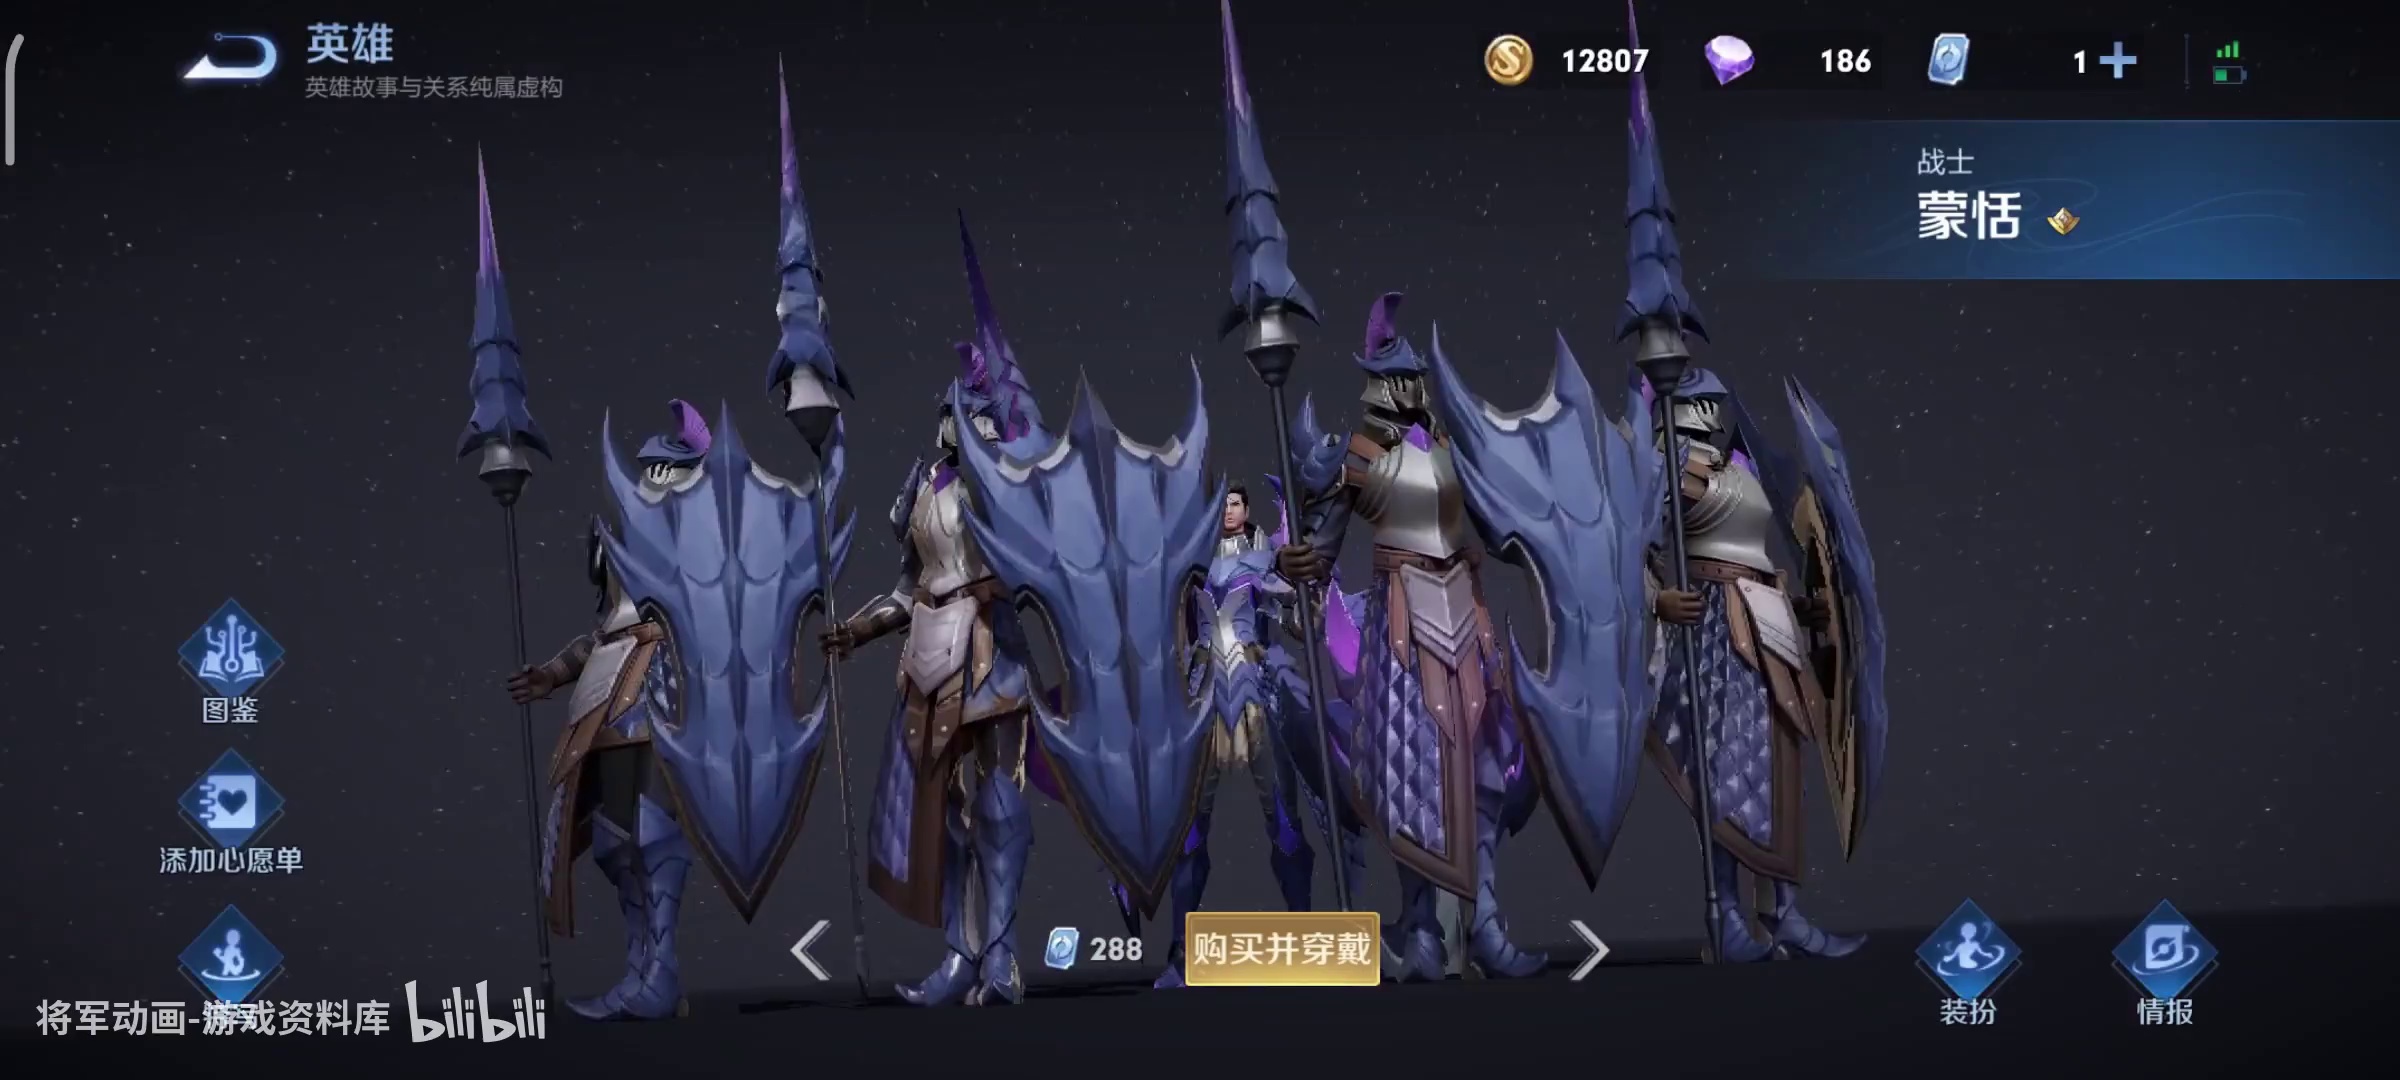 英雄
英雄故事与关系纯属虚构
12807
186
1
战士
蒙恬
图鉴
添加心愿单
288
购买并穿戴
装扮
情报
将军动画-游戏资料库 bilibili